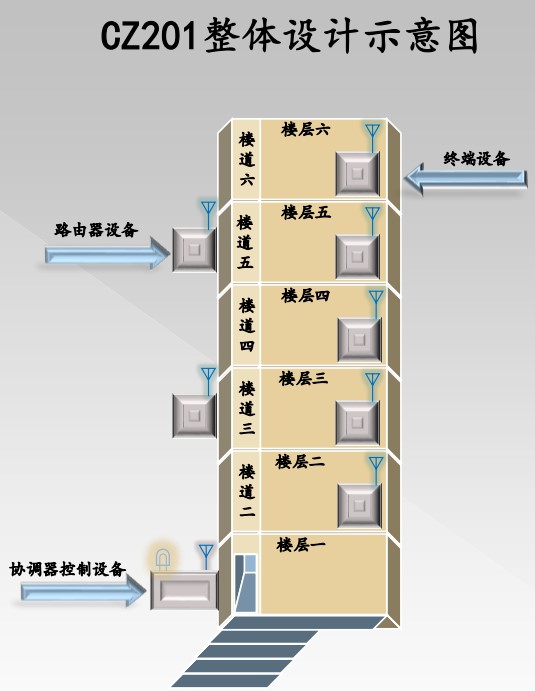 CZ201整体设计示意图
楼道六
楼层六
终端设备
楼道五
楼层五
路由器设备
楼道四
楼层四
楼道三
楼层三
楼道二
楼层二
楼层一
协调器控制设备